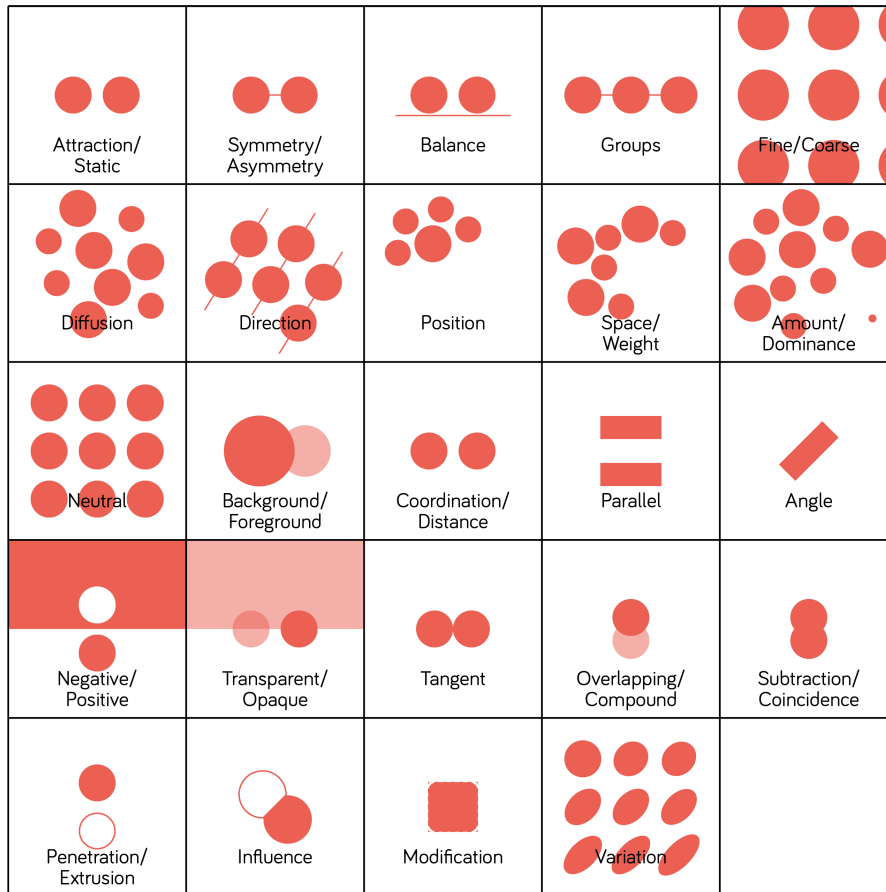 Attraction/
Static
Symmetry/
Asymmetry
Balance
Groups
Fine/Coarse
Diffusion
Direction
Position
Space/
Weight
Amount/
Dominance
Neutral
Background/
Foreground
Coordination/
Distance
Parallel
Angle
Negative/
Positive
Transparent/
Opaque
Tangent
Overlapping/
Compound
Subtraction/
Coincidence
Penetration/
Extrusion
Influence
Modification
Variation